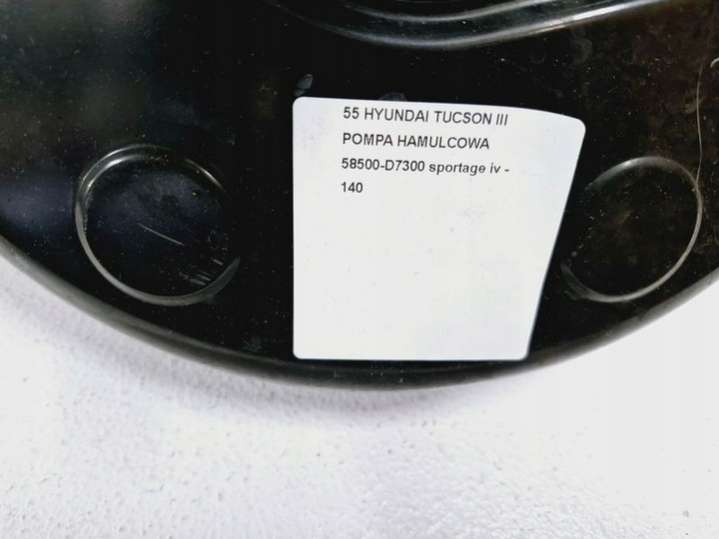 55 HYUNDAI TUCSON III
POMPA HAMULCOWA
58500-D7300 sportage iv -
140